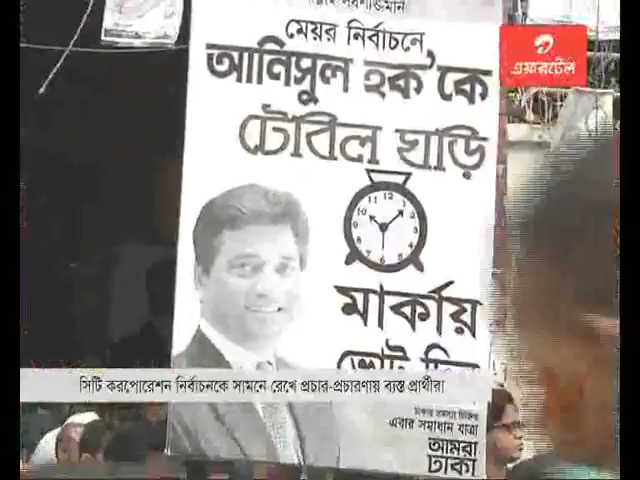 মেয়র নির্বাচনে
আনিসুল হক'কে
টেবিল ঘড়ি
মার্কায়
ভোট দিন
এয়ারটেল
সিটি করপোরেশন নির্বাচনকে সামনে রেখে প্রচার-প্রচারণায় ব্যস্ত প্রার্থীরা
এবার সমাধান যাত্রা
আমরা
ঢাকা